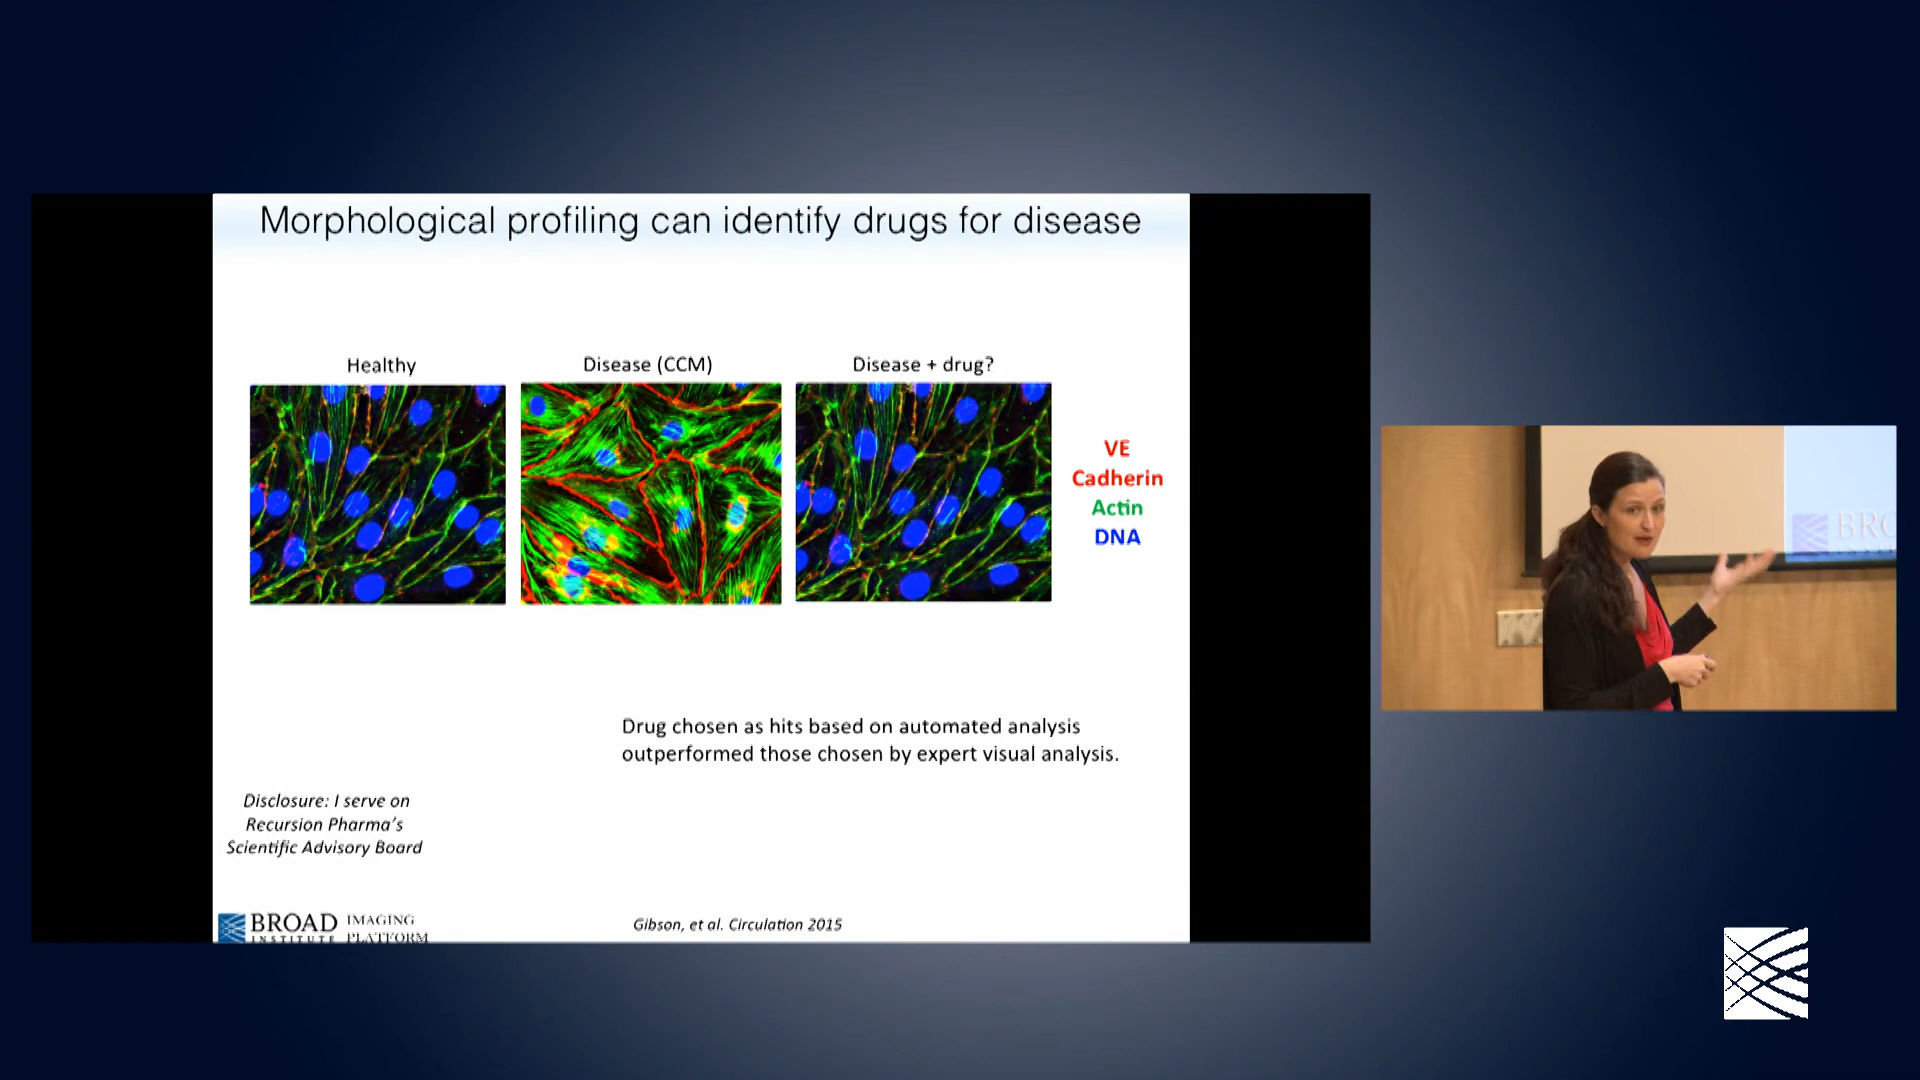 Morphological profiling can identify drugs for disease
Healthy
Disease (CCM)
Disease + drug?
VE
Cadherin
Actin
DNA
Drug chosen as hits based on automated analysis
outperformed those chosen by expert visual analysis.
Disclosure: I serve on
Recursion Pharma's
Scientific Advisory Board
BROAD
INSTITUTE
IMAGING
PLATFORM
Gibson, et al. Circulation 2015